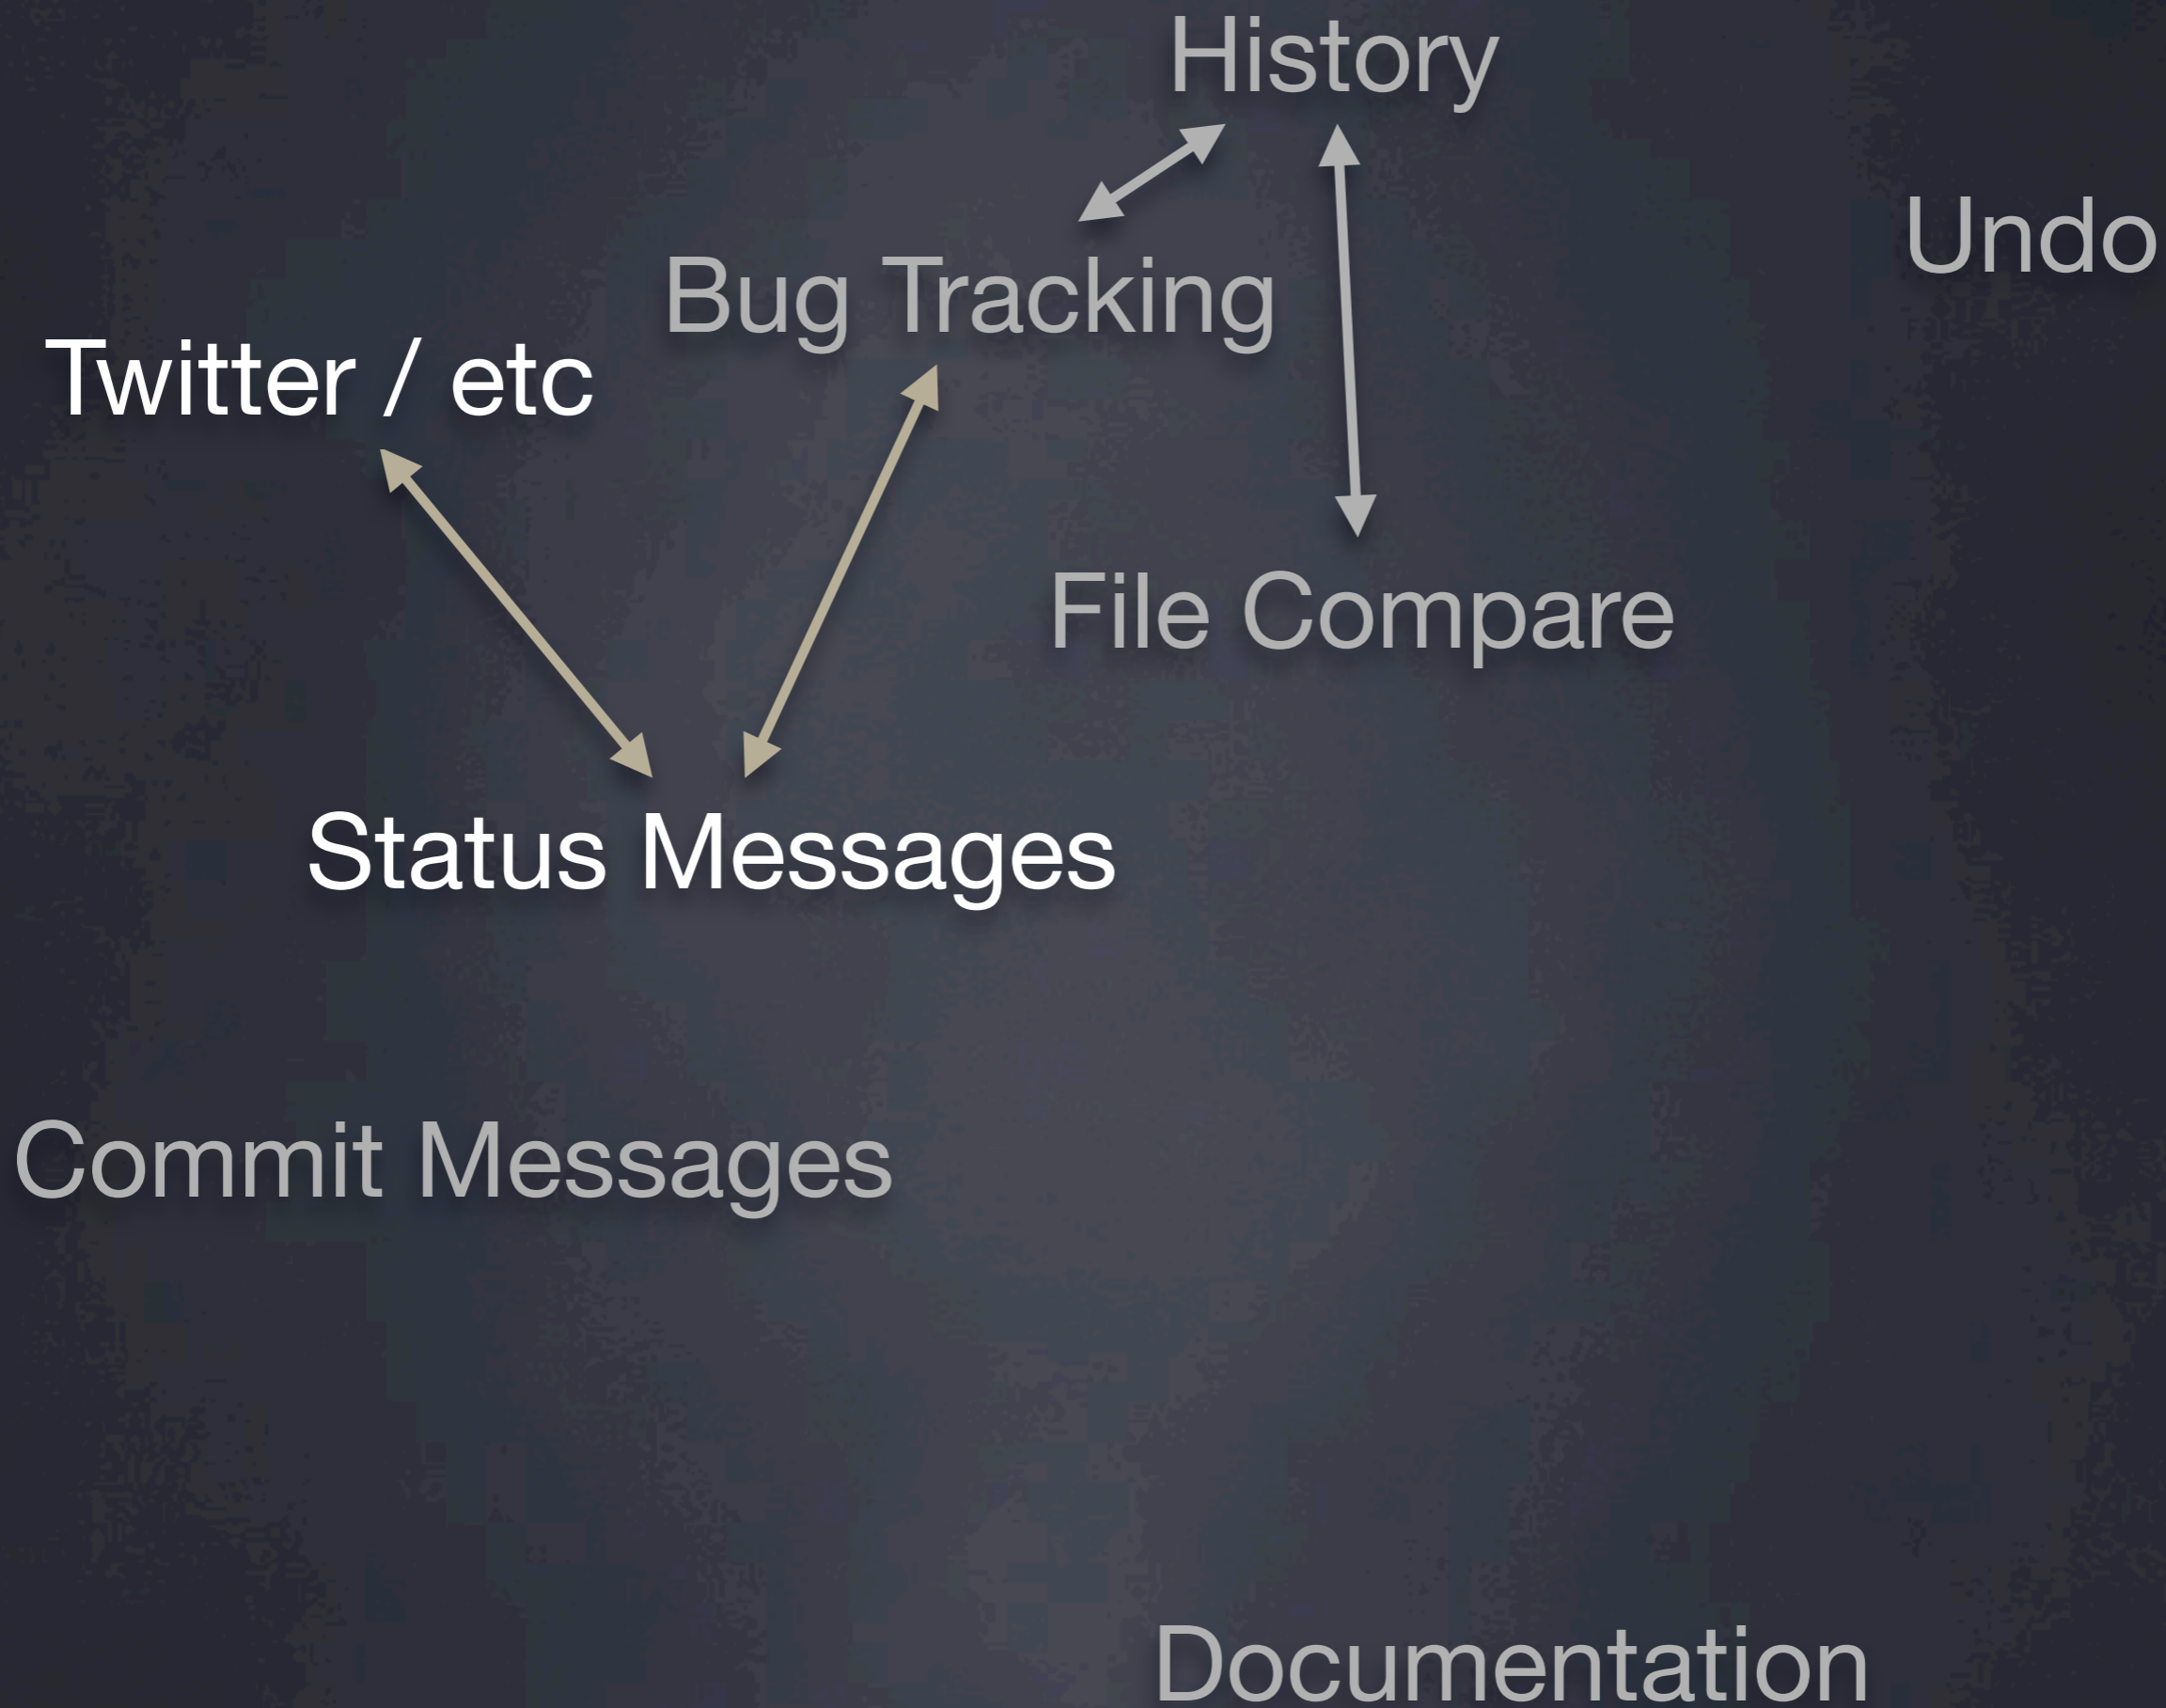 History
Undo
Bug Tracking
Twitter / etc
File Compare
Status Messages
Commit Messages
Documentation